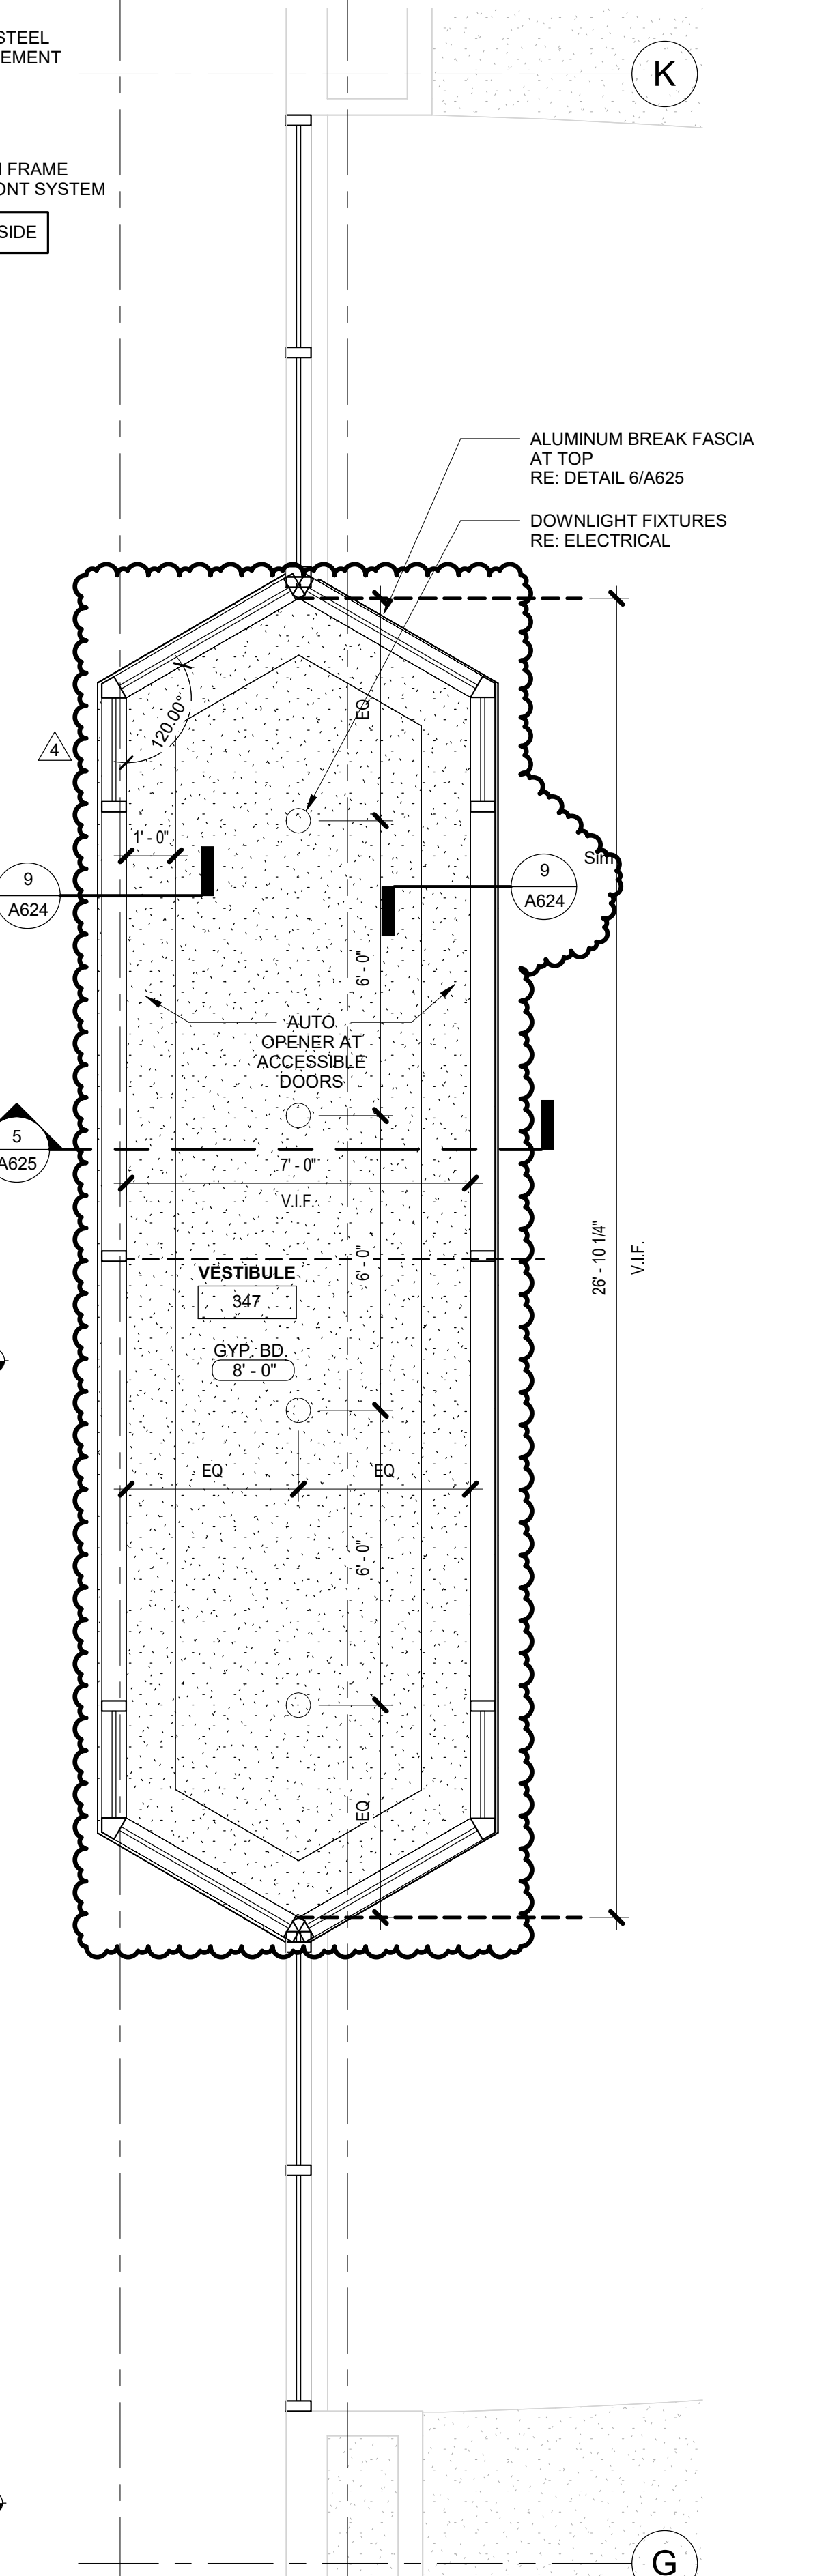 STEEL
EMENT
K
FRAME
ONT SYSTEM
SIDE
ALUMINUM BREAK FASCIA
AT TOP
RE: DETAIL 6/A625
DOWNLIGHT FIXTURES
RE: ELECTRICAL
120.00°
EQ
4
1' - 0"
Sim
9
A624
9
A624
6' - 0"
AUTO
OPENER AT
ACCESSIBLE
DOORS
5
A625
7' - 0"
V.I.F.
6' - 0"
26' - 10 1/4"
V.I.F.
VESTIBULE
347
GYP. BD.
8' - 0"
EQ
EQ
6' - 0"
EQ
G